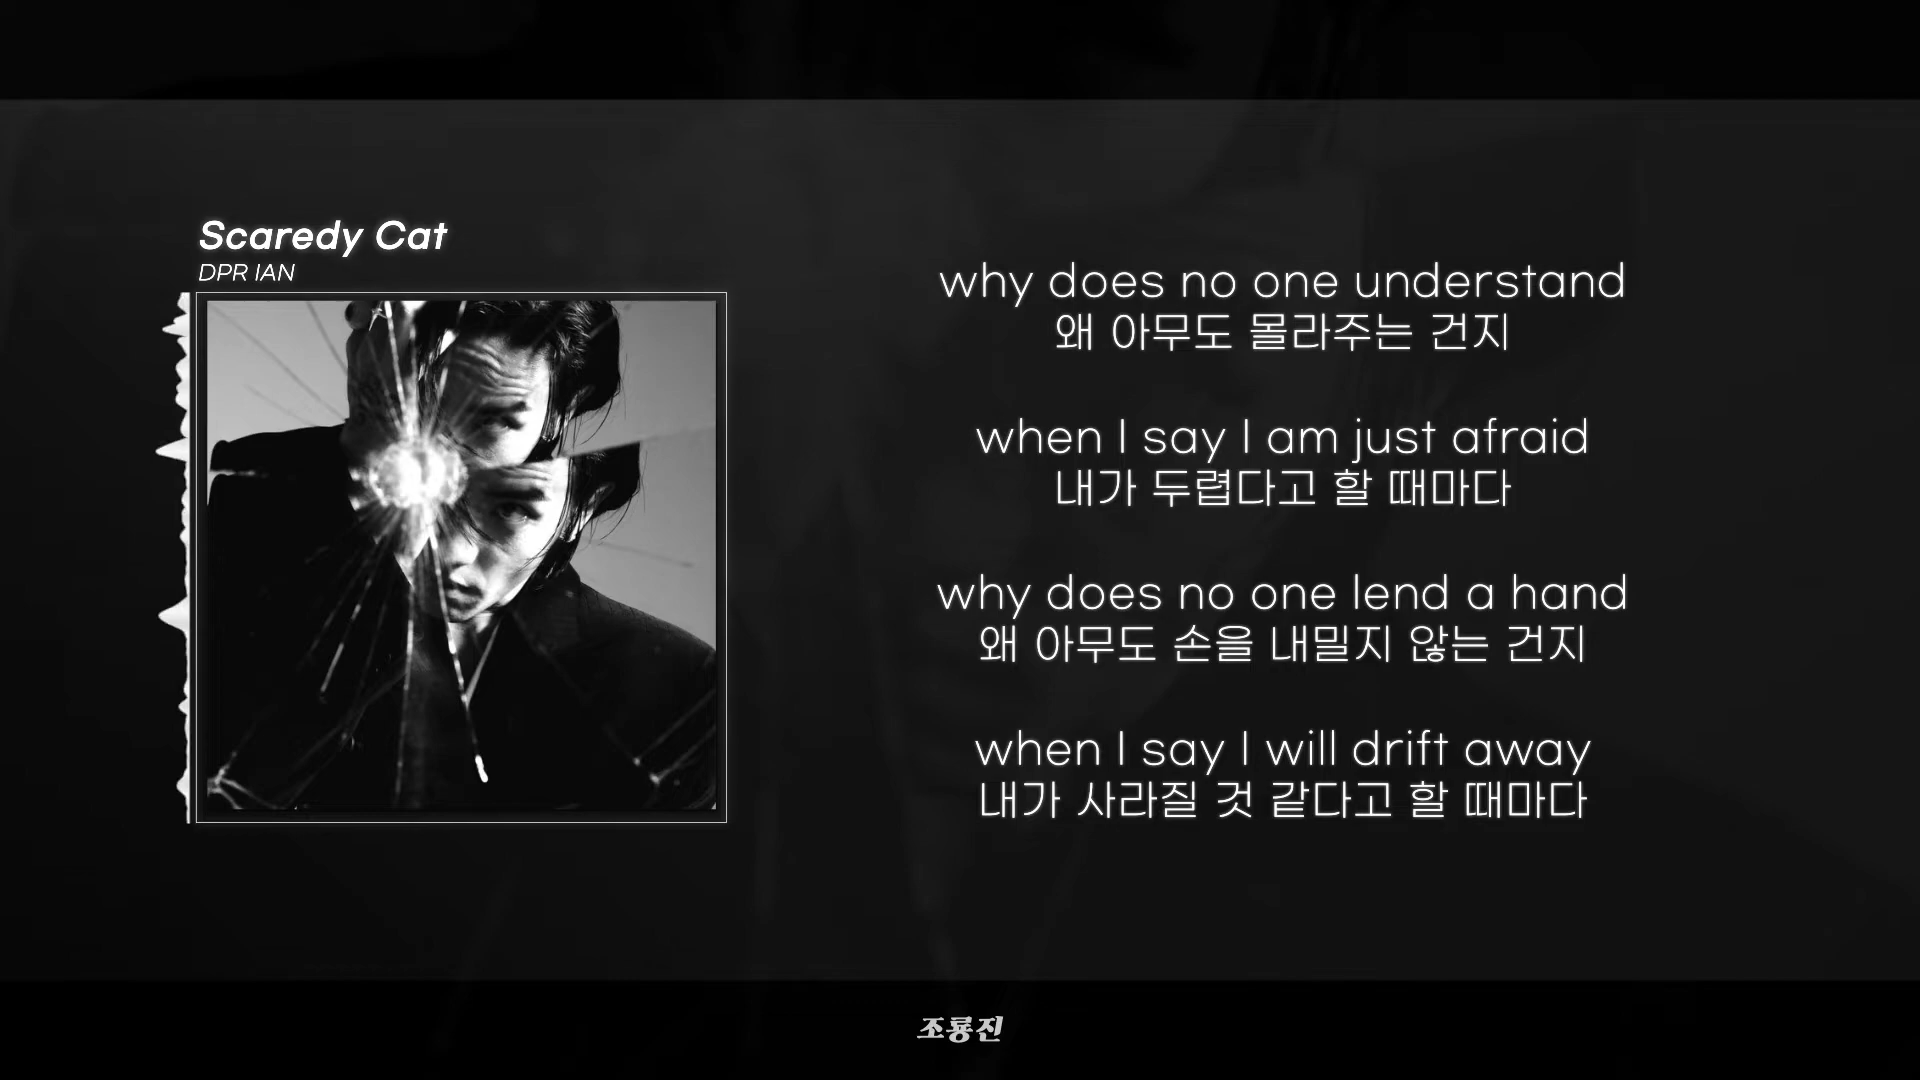 Scaredy Cat
DPR IAN
why does no one understand
왜 아무도 몰라주는 건지
when I say I am just afraid
내가 두렵다고 할 때마다
why does no one lend a hand
왜 아무도 손을 내밀지 않는 건지
when I say I will drift away
내가 사라질 것 같다고 할 때마다
조룡진